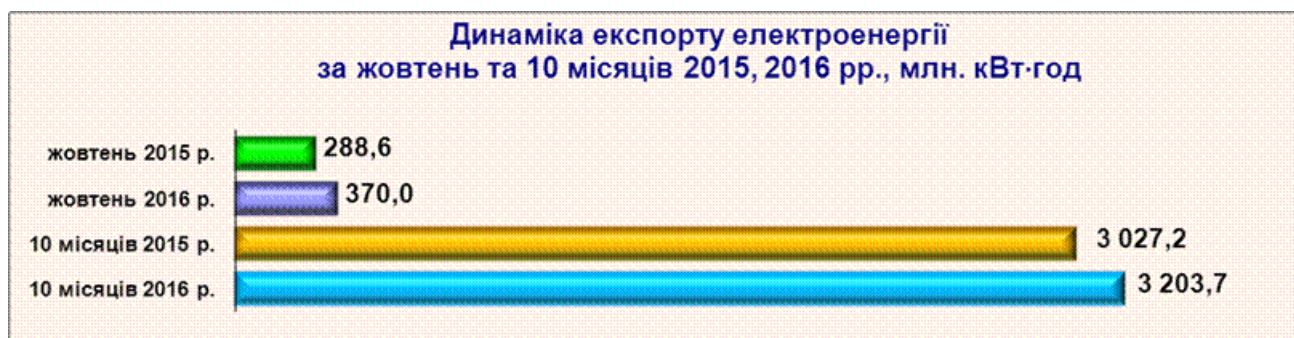 Динаміка експорту електроенергії
за жовтень та 10 місяців 2015, 2016 рр., млн. кВт·год
жовтень 2015 р. 288,6
жовтень 2016 р. 370,0
10 місяців 2015 р. 3 027,2
10 місяців 2016 р. 3 203,7